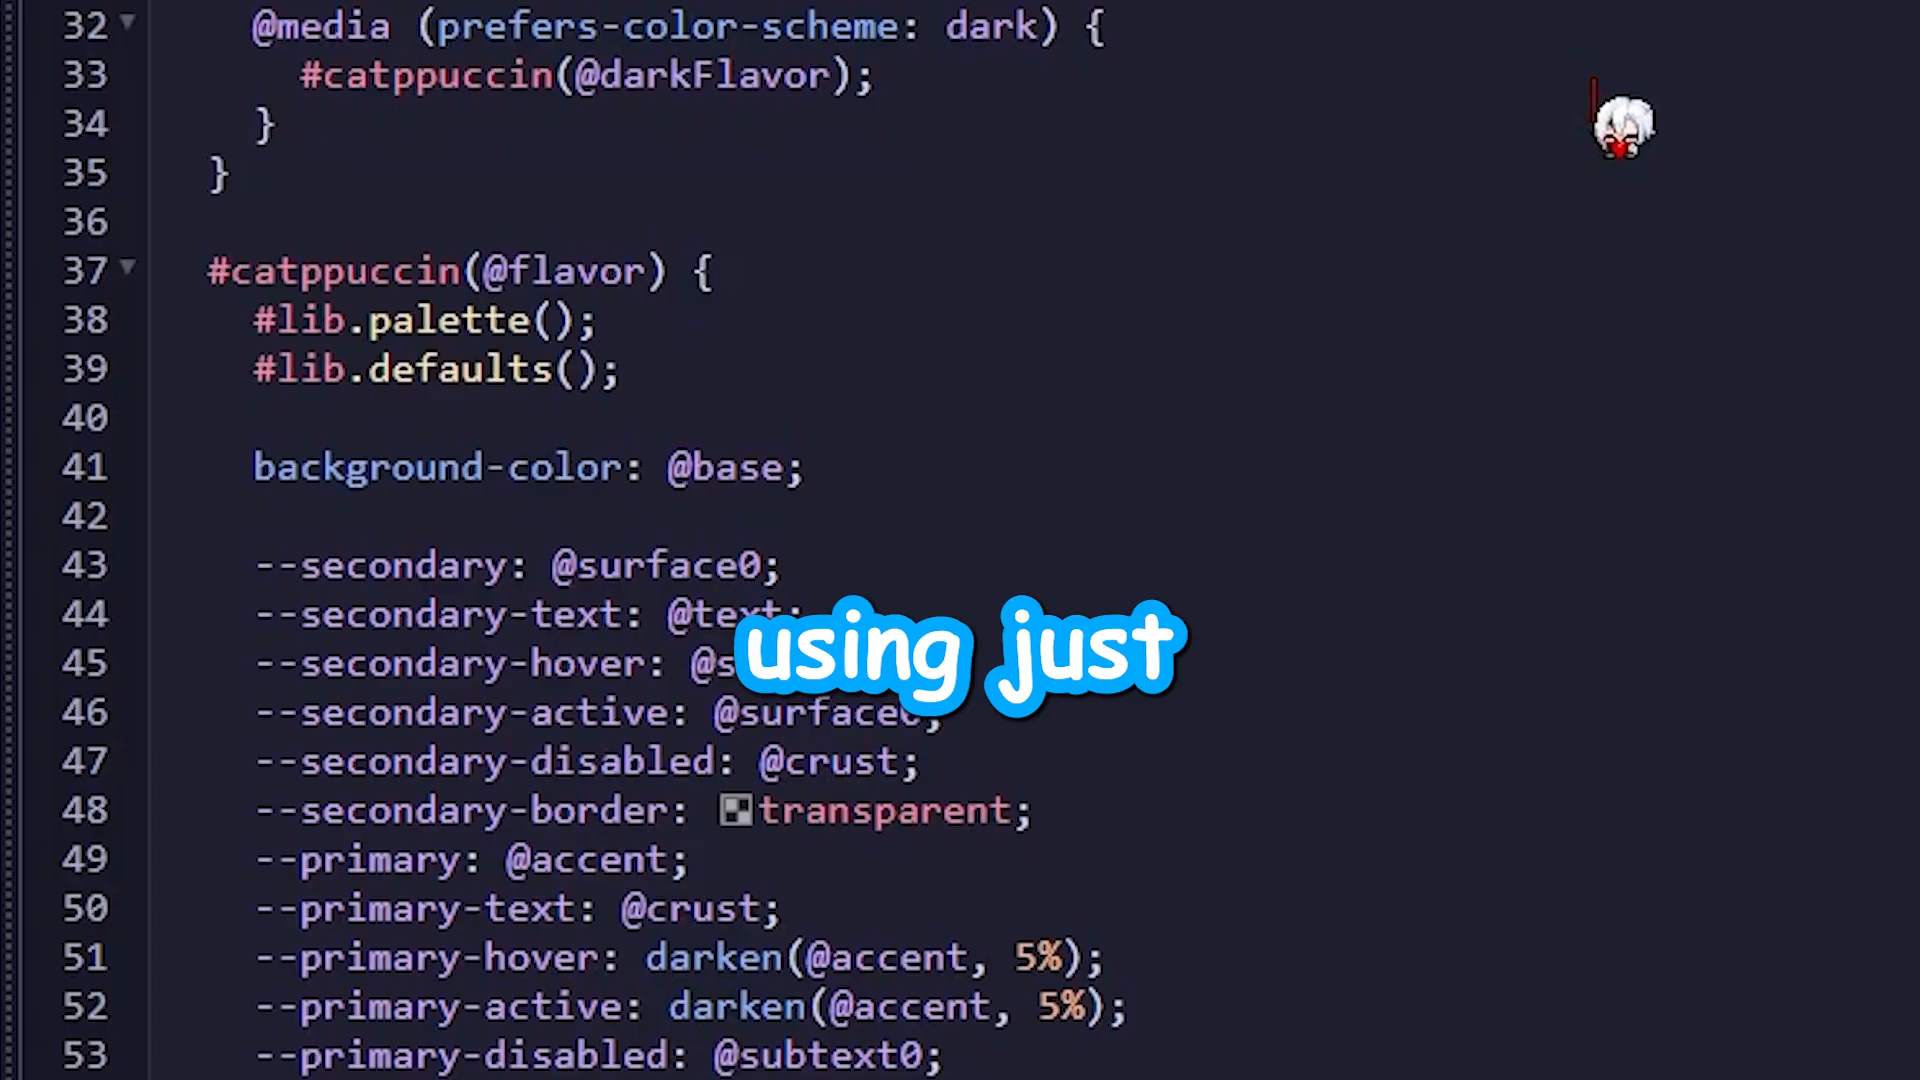 32 @media (prefers-color-scheme: dark) {
33 #catppuccin(@darkFlavor);
34 }
35 }
36
37 #catppuccin(@flavor) {
38 #lib.palette();
39 #lib.defaults();
40
41 background-color: @base;
42
43 --secondary: @surface0;
44 --secondary-text: @text;
45 --secondary-hover: @s
using just
46 --secondary-active: @surface0;
47 --secondary-disabled: @crust;
48 --secondary-border: transparent;
49 --primary: @accent;
50 --primary-text: @crust;
51 --primary-hover: darken(@accent, 5%);
52 --primary-active: darken(@accent, 5%);
53 --primary-disabled: @subtext0;